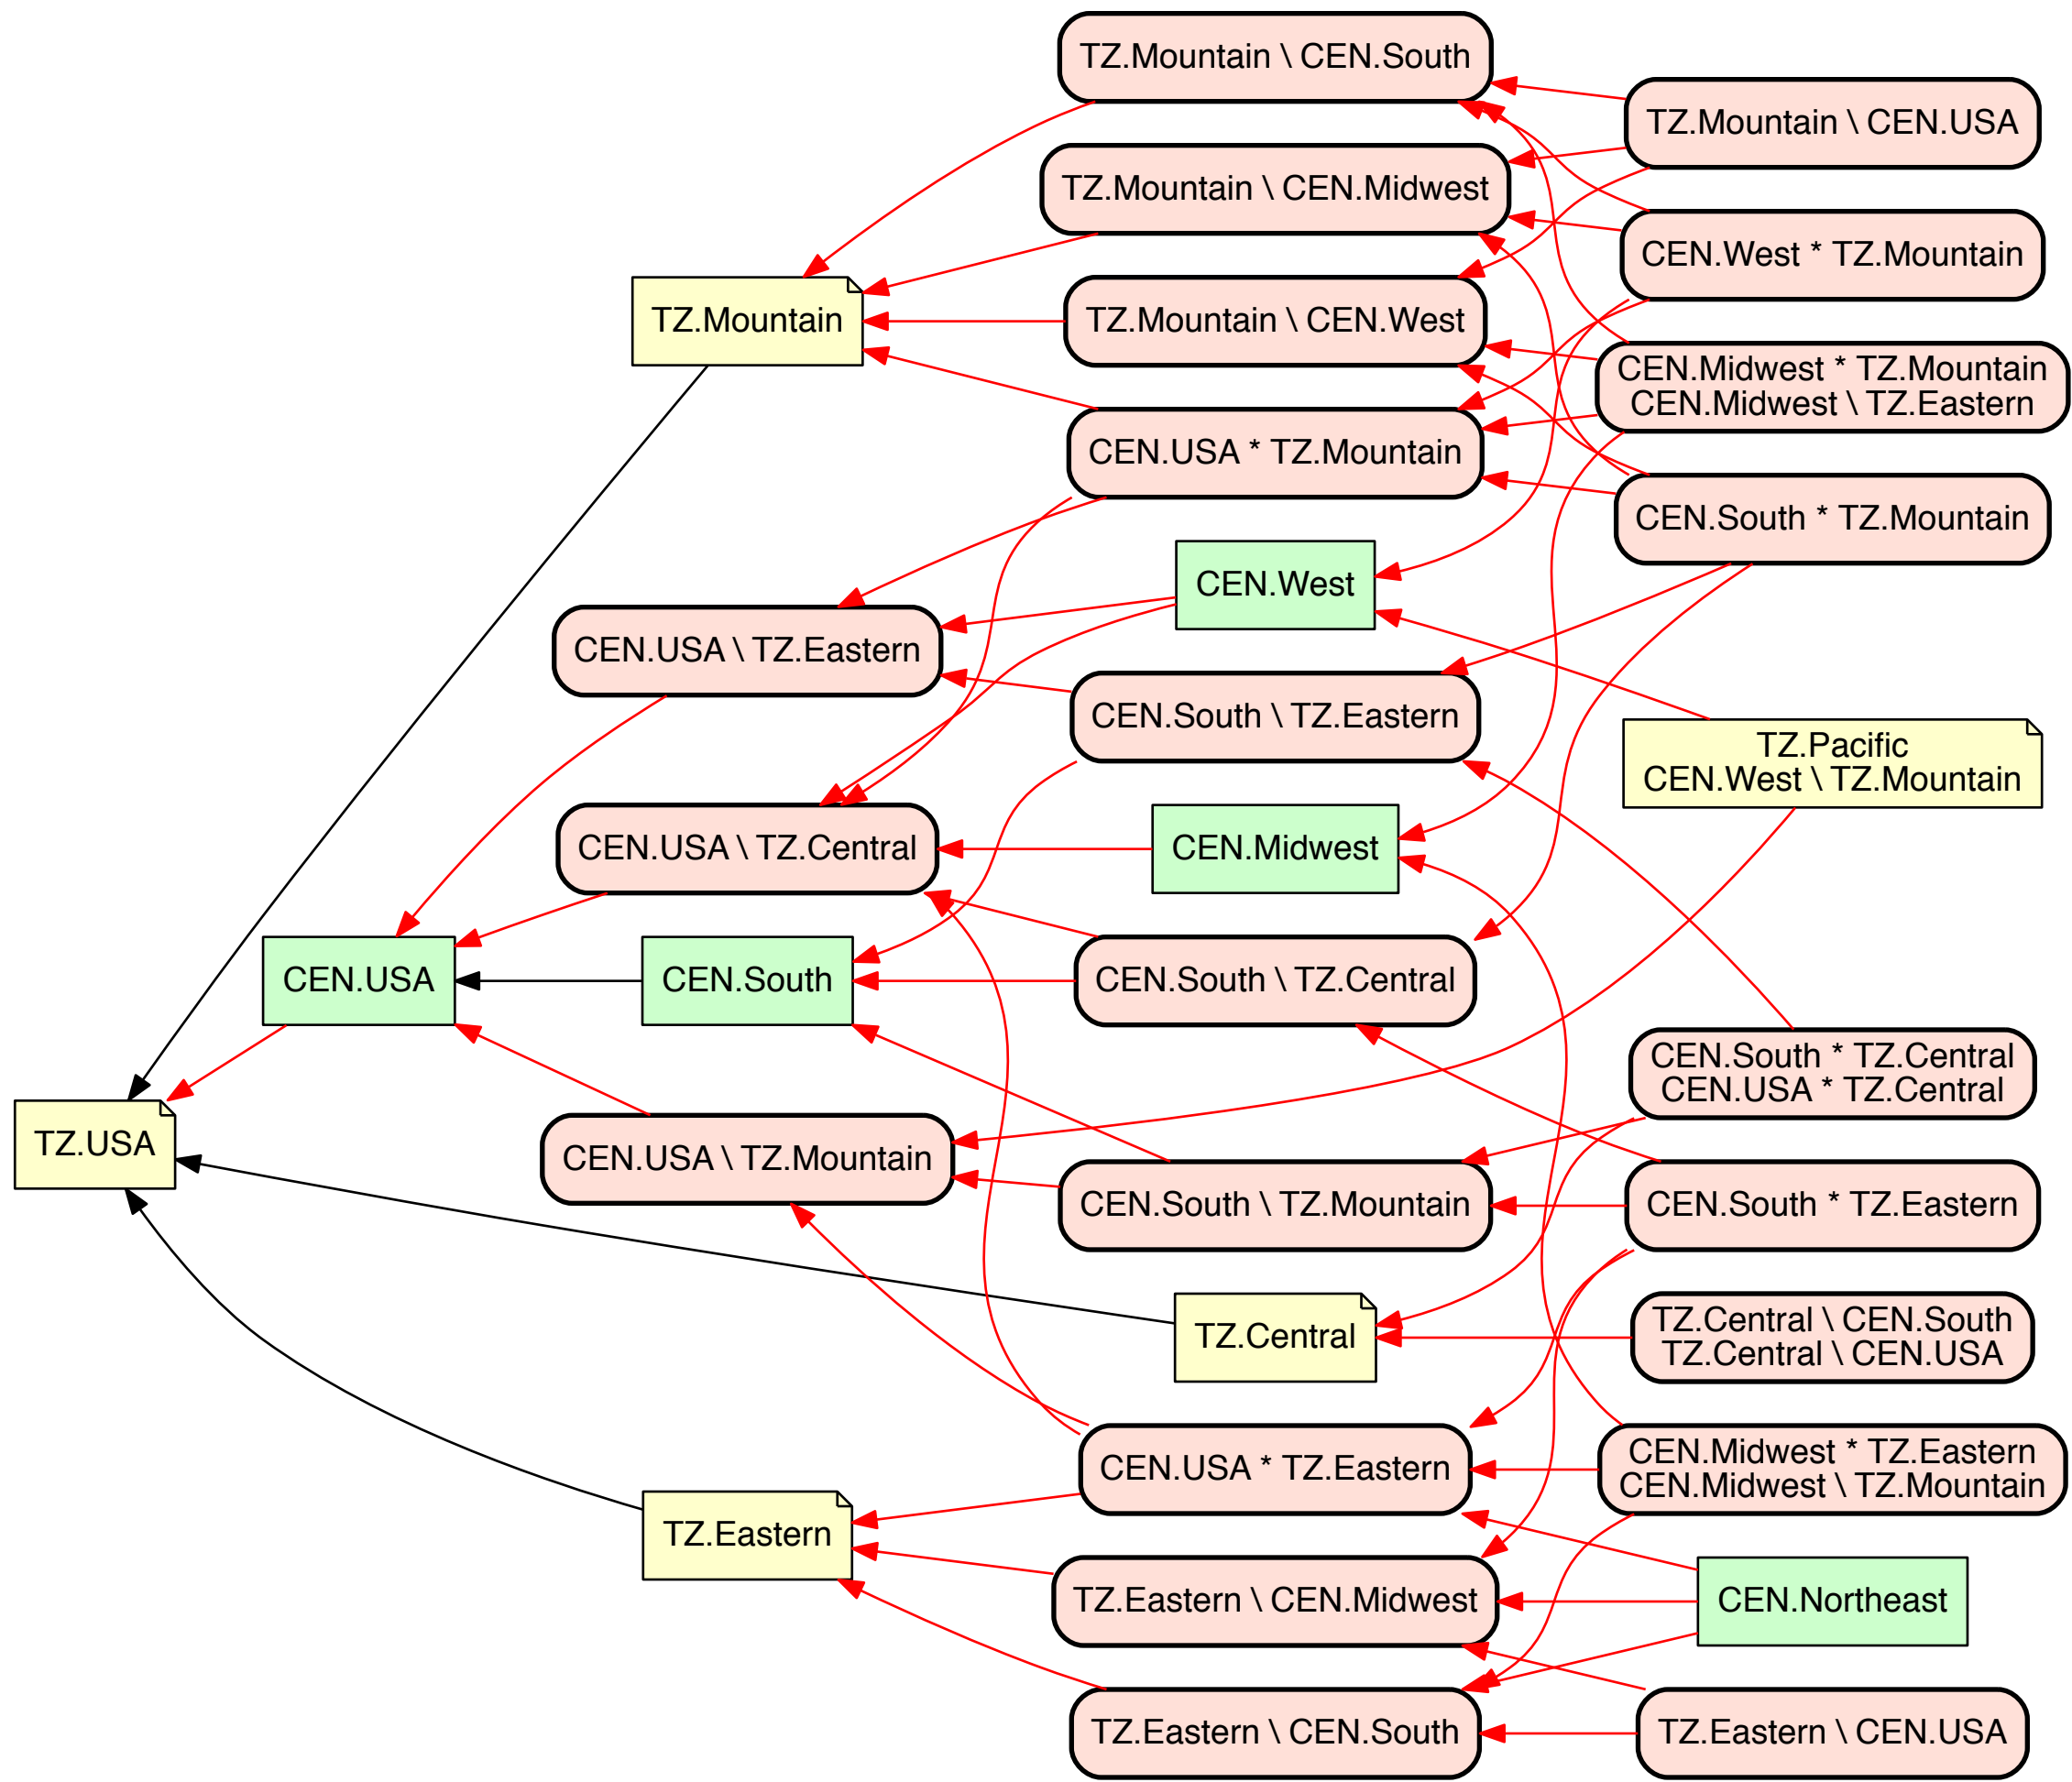 TZ.Mountain \ CEN.South
TZ.Mountain \ CEN.USA
TZ.Mountain \ CEN.Midwest
CEN.West * TZ.Mountain
TZ.Mountain
TZ.Mountain \ CEN.West
CEN.Midwest * TZ.Mountain
CEN.Midwest \ TZ.Eastern
CEN.USA * TZ.Mountain
CEN.South * TZ.Mountain
CEN.West
CEN.USA \ TZ.Eastern
CEN.South \ TZ.Eastern
TZ.Pacific
CEN.West \ TZ.Mountain
CEN.USA \ TZ.Central
CEN.Midwest
CEN.USA
CEN.South
CEN.South \ TZ.Central
CEN.South * TZ.Central
CEN.USA * TZ.Central
TZ.USA
CEN.USA \ TZ.Mountain
CEN.South \ TZ.Mountain
CEN.South * TZ.Eastern
TZ.Central
TZ.Central \ CEN.South
TZ.Central \ CEN.USA
CEN.USA * TZ.Eastern
CEN.Midwest * TZ.Eastern
CEN.Midwest \ TZ.Mountain
TZ.Eastern
TZ.Eastern \ CEN.Midwest
CEN.Northeast
TZ.Eastern \ CEN.South
TZ.Eastern \ CEN.USA